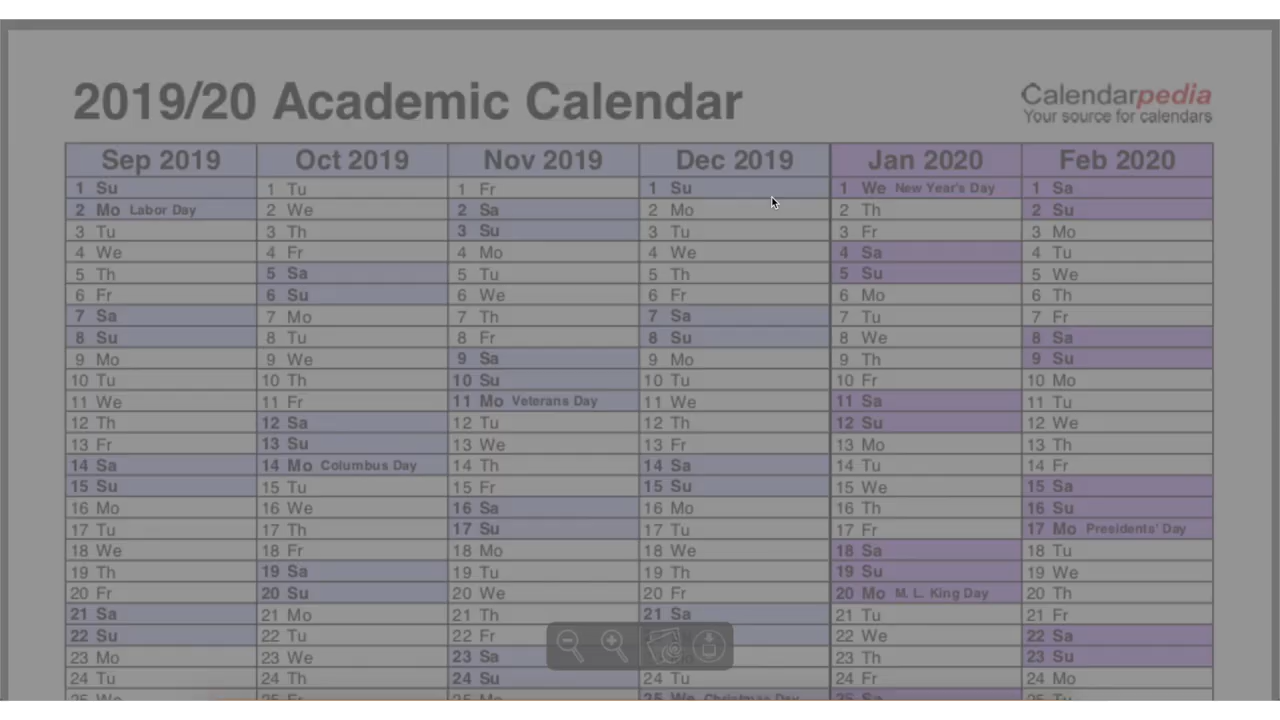 2019/20 Academic Calendar
Calendarpedia
Your source for calendars
Sep 2019 Oct 2019 Nov 2019 Dec 2019 Jan 2020 Feb 2020
1 Su 1 Tu 1 Fr 1 Su 1 We New Year's Day 1 Sa
2 Mo Labor Day 2 We 2 Sa 2 Mo 2 Th 2 Su
3 Tu 3 Th 3 Su 3 Tu 3 Fr 3 Mo
4 We 4 Fr 4 Mo 4 We 4 Sa 4 Tu
5 Th 5 Sa 5 Tu 5 Th 5 Su 5 We
6 Fr 6 Su 6 We 6 Fr 6 Mo 6 Th
7 Sa 7 Mo 7 Th 7 Sa 7 Tu 7 Fr
8 Su 8 Tu 8 Fr 8 Su 8 We 8 Sa
9 Mo 9 We 9 Sa 9 Mo 9 Th 9 Su
10 Tu 10 Th 10 Su 10 Tu 10 Fr 10 Mo
11 We 11 Fr 11 Mo Veterans Day 11 We 11 Sa 11 Tu
12 Th 12 Sa 12 Tu 12 Th 12 Su 12 We
13 Fr 13 Su 13 We 13 Fr 13 Mo 13 Th
14 Sa 14 Mo Columbus Day 14 Th 14 Sa 14 Tu 14 Fr
15 Su 15 Tu 15 Fr 15 Su 15 We 15 Sa
16 Mo 16 We 16 Sa 16 Mo 16 Th 16 Su
17 Tu 17 Th 17 Su 17 Tu 17 Fr 17 Mo Presidents' Day
18 We 18 Fr 18 Mo 18 We 18 Sa 18 Tu
19 Th 19 Sa 19 Tu 19 Th 19 Su 19 We
20 Fr 20 Su 20 We 20 Fr 20 Mo M. L. King Day 20 Th
21 Sa 21 Mo 21 Th 21 Sa 21 Tu 21 Fr
22 Su 22 Tu 22 Fr 22 We 22 Sa
23 Mo 23 We 23 Sa 23 Th 23 Su
24 Tu 24 Th 24 Su 24 Tu 24 Fr 24 Mo
25 We 25 Fr 25 Mo 25 We Christmas Day 25 Sa 25 Tu